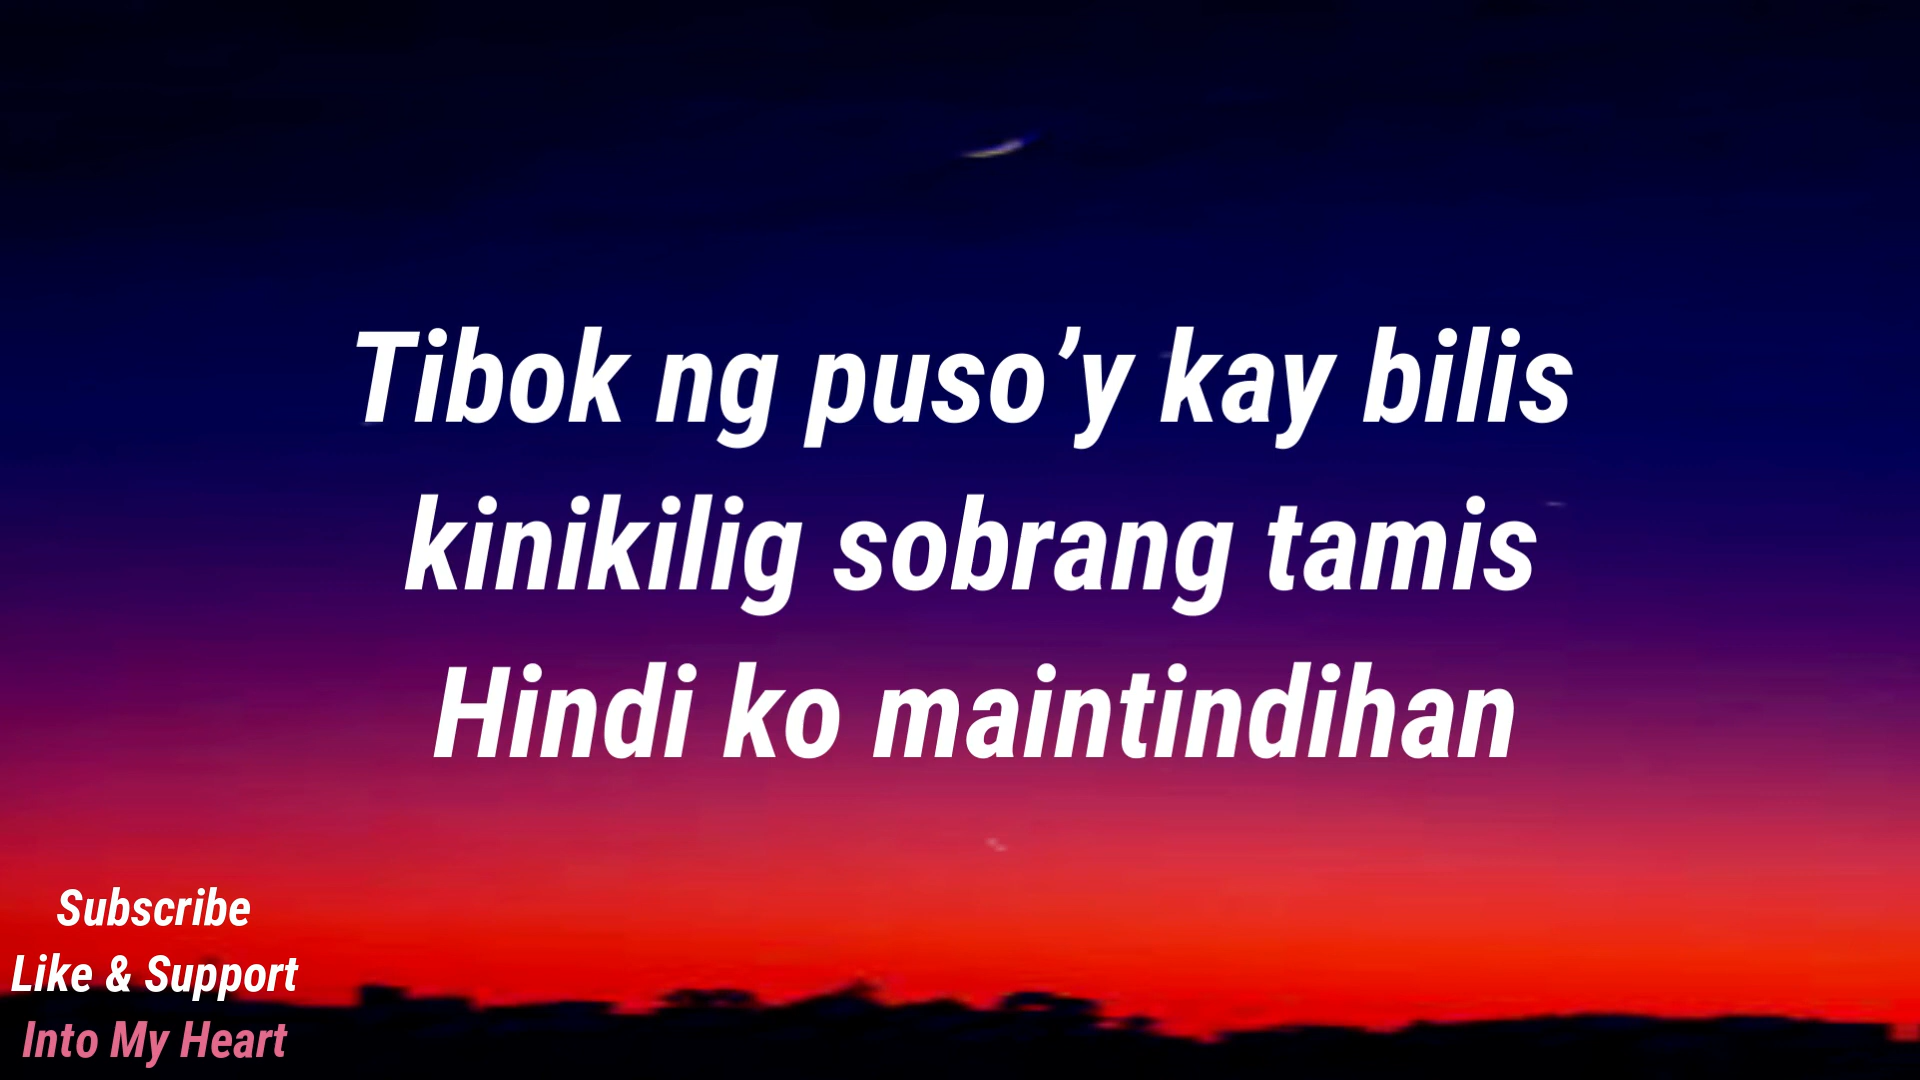 Tibok ng puso’y kay bilis
kinikilig sobrang tamis
Hindi ko maintindihan
Subscribe
Like & Support
Into My Heart